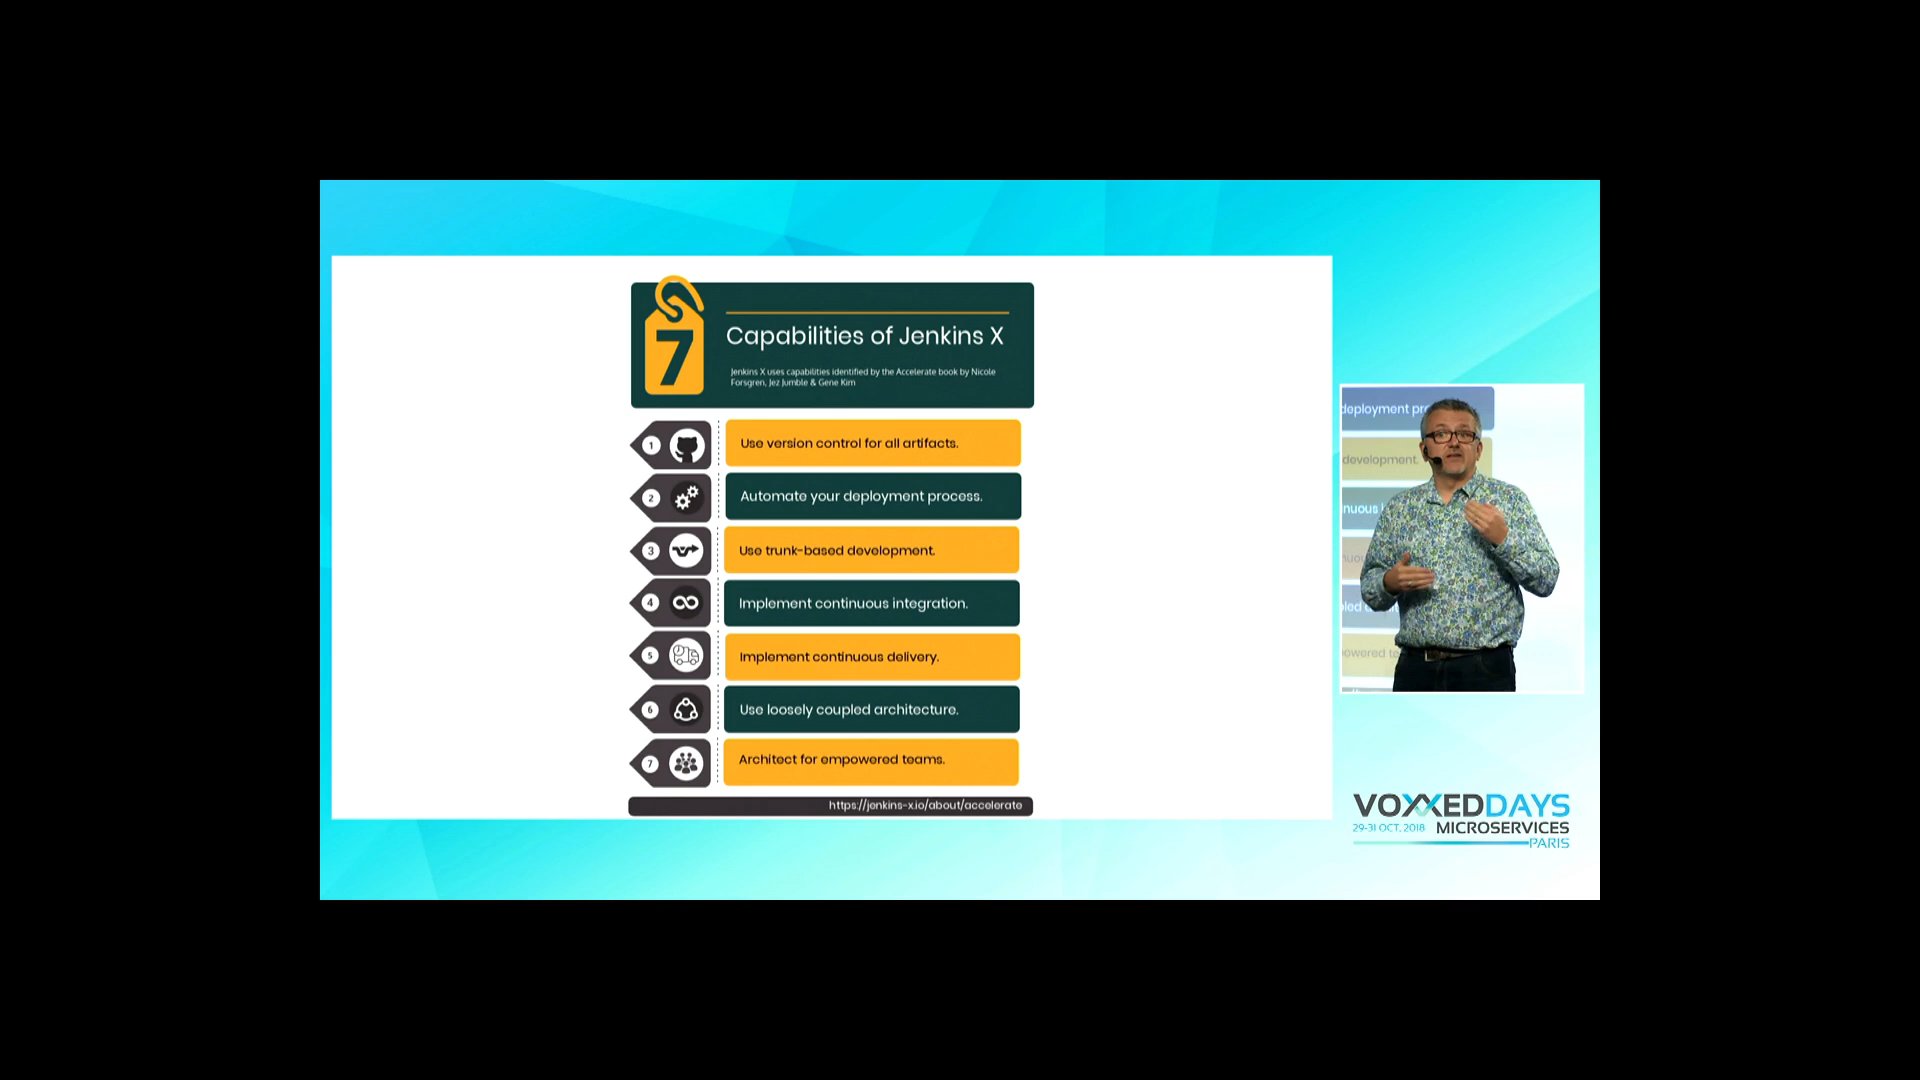 7
Capabilities of Jenkins X
Jenkins X uses capabilities identified by the Accelerate book by Nicole
Forsgren, Jez Jumble & Gene Kim
1
Use version control for all artifacts.
2
Automate your deployment process.
3
Use trunk-based development.
4
Implement continuous integration.
5
Implement continuous delivery.
6
Use loosely coupled architecture.
7
Architect for empowered teams.
https://jenkins-x.io/about/accelerate
deployment
development.
VOXXEDDAYS
29-31 OCT, 2018 MICROSERVICES
PARIS